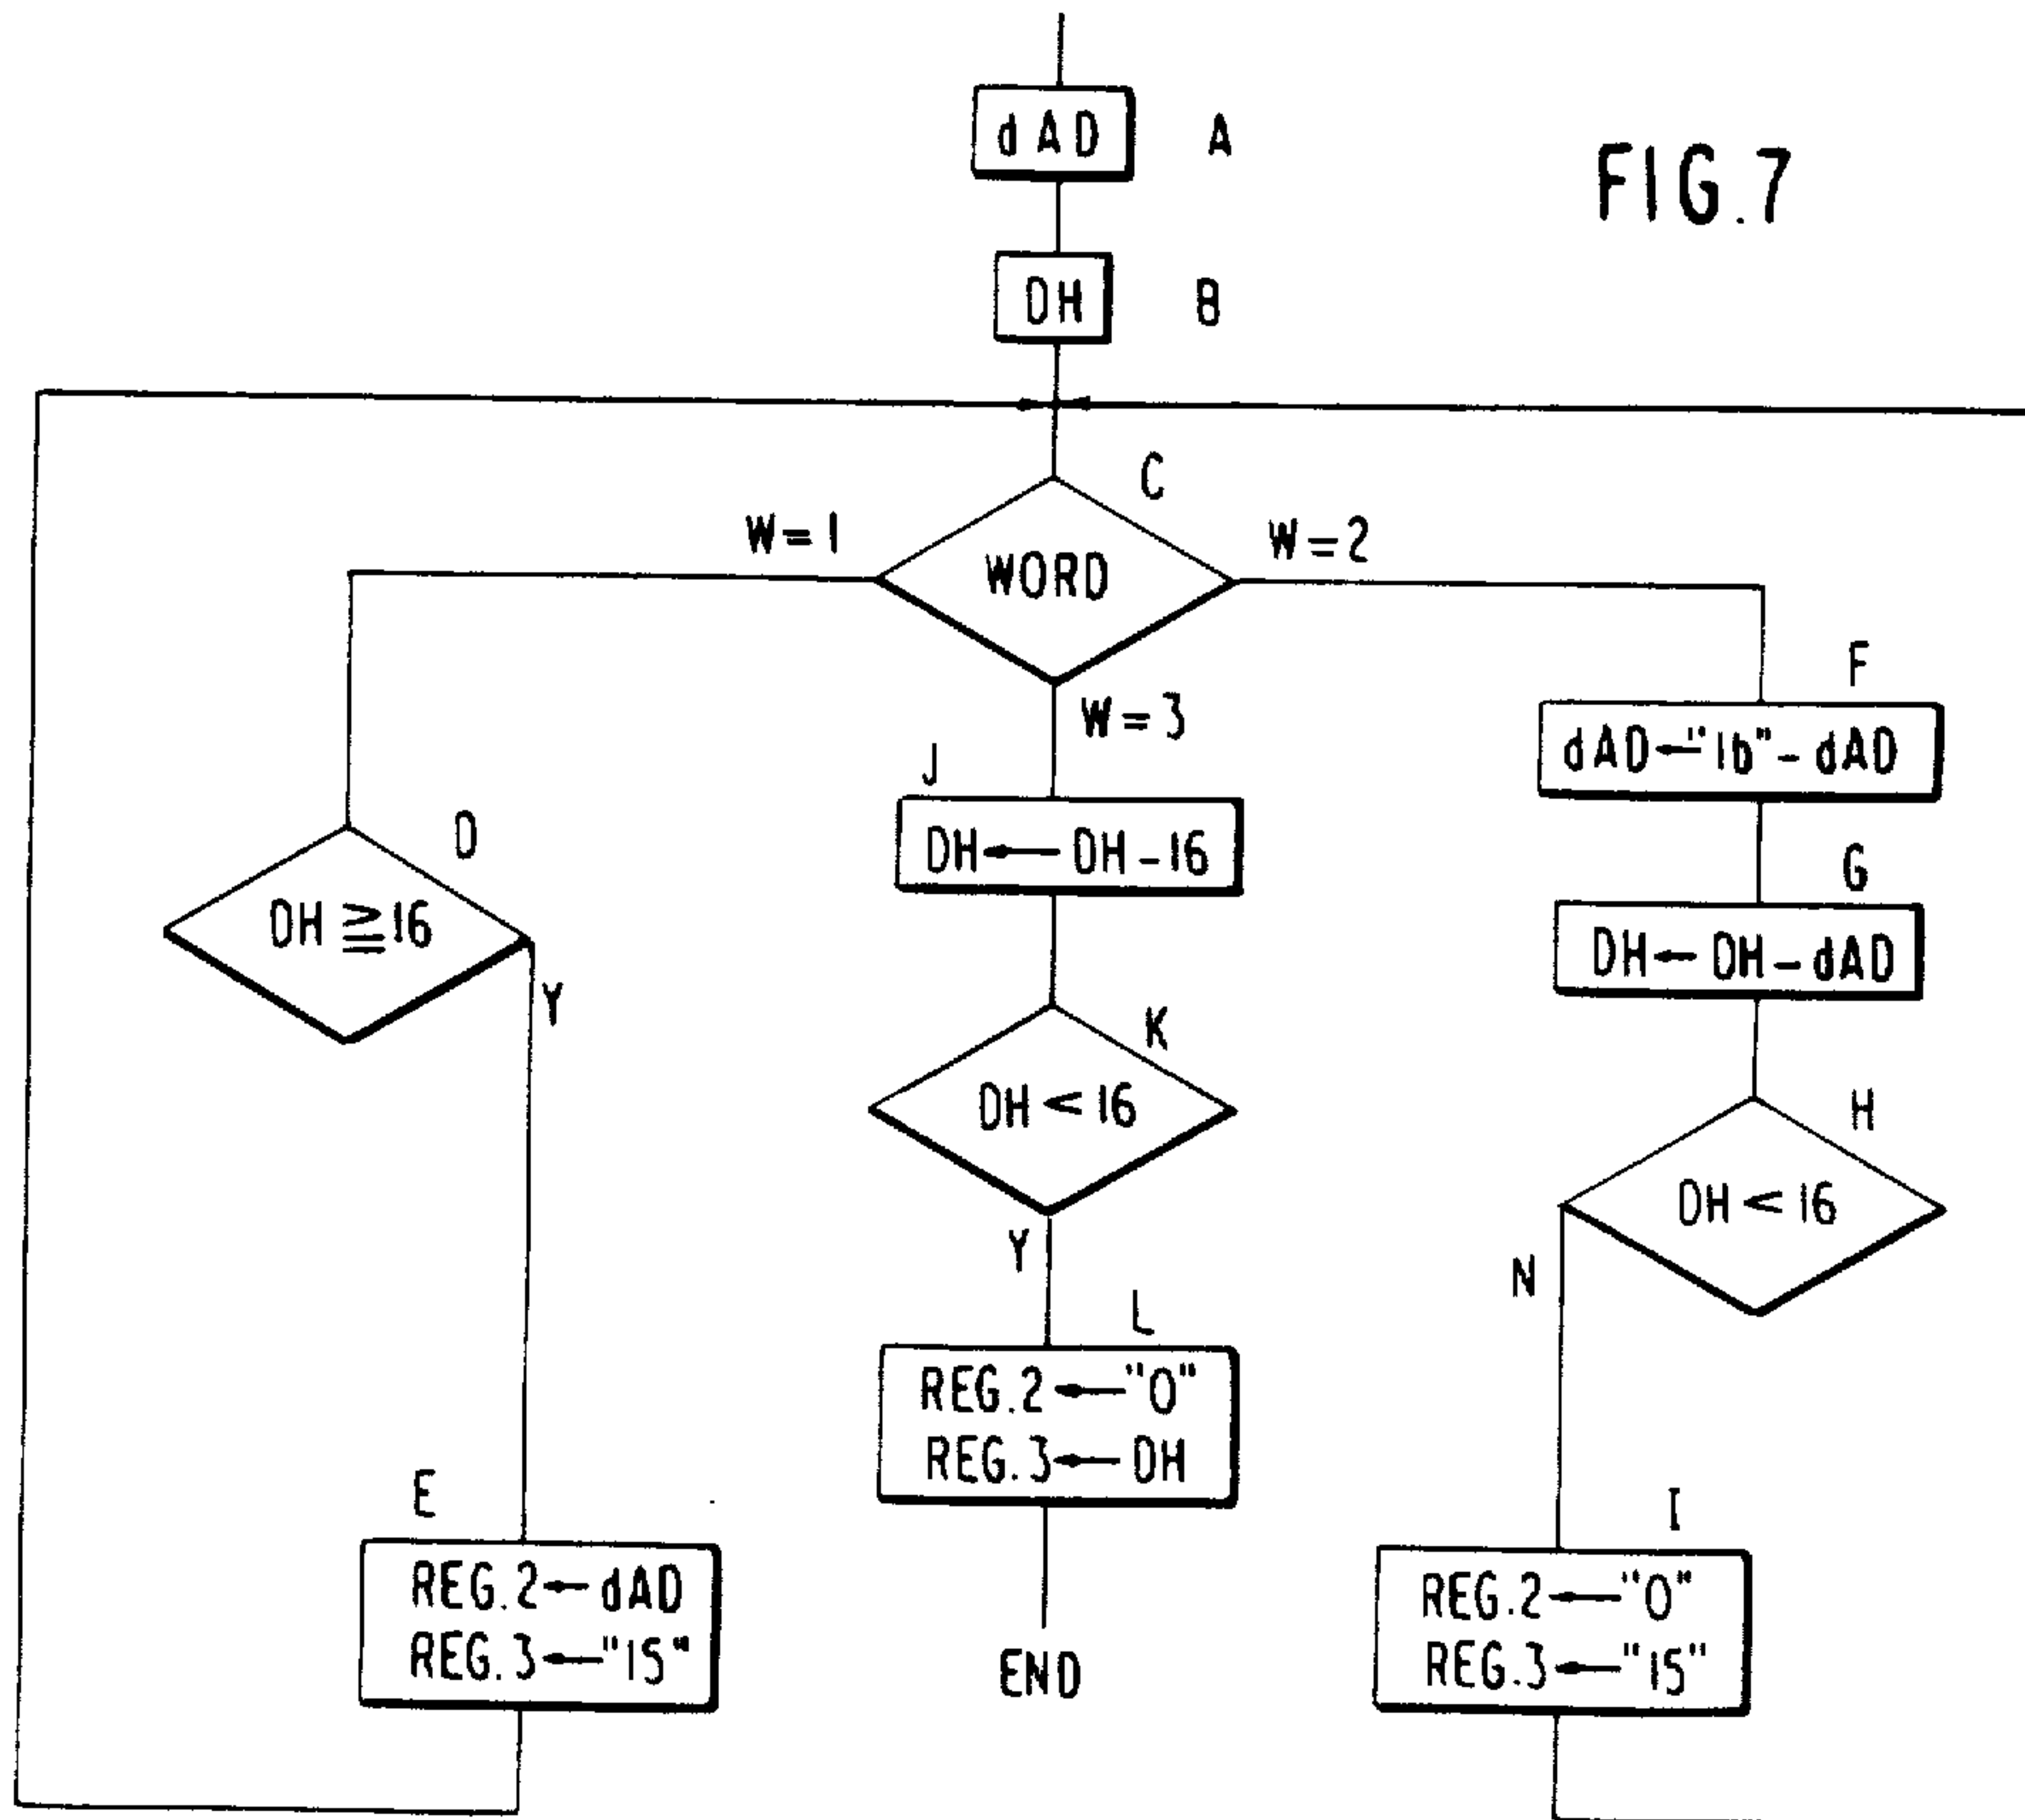 dAD A
FIG.7
DH B
C
W=1
WORD
W=2
W=3
F
dAD←"16"-dAD
J
DH←DH-16
D
DH≧16
Y
G
DH←DH-dAD
K
DH<16
Y
H
DH<16
N
L
REG.2←"0"
REG.3←DH
END
E
REG.2←dAD
REG.3←"15"
I
REG.2←"0"
REG.3←"15"